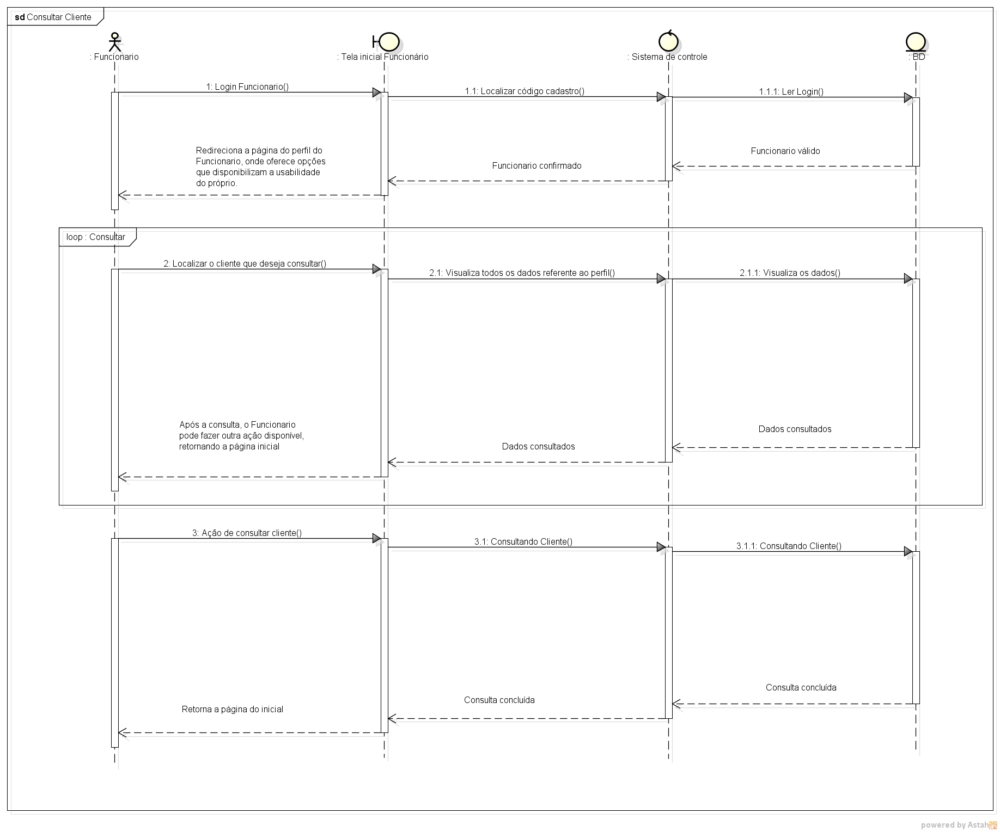 sd Consultar Cliente
: Funcionario
: Tela inicial Funcionário
: Sistema de controle
: BD
1: Login Funcionario()
1.1: Localizar código cadastro()
1.1.1: Ler Login()
Funcionario válido
Funcionario confirmado
Redireciona a página do perfil do
Funcionario, onde oferece opções
que disponibilizam a usabilidade
do próprio.
loop : Consultar
2: Localizar o cliente que deseja consultar()
2.1: Visualiza todos os dados referente ao perfil()
2.1.1: Visualiza os dados()
Dados consultados
Dados consultados
Após a consulta, o Funcionario
pode fazer outra ação disponível,
retornando a página inicial
3: Ação de consultar cliente()
3.1: Consultando Cliente()
3.1.1: Consultando Cliente()
Consulta concluída
Consulta concluída
Retorna a página do inicial
powered by Astah